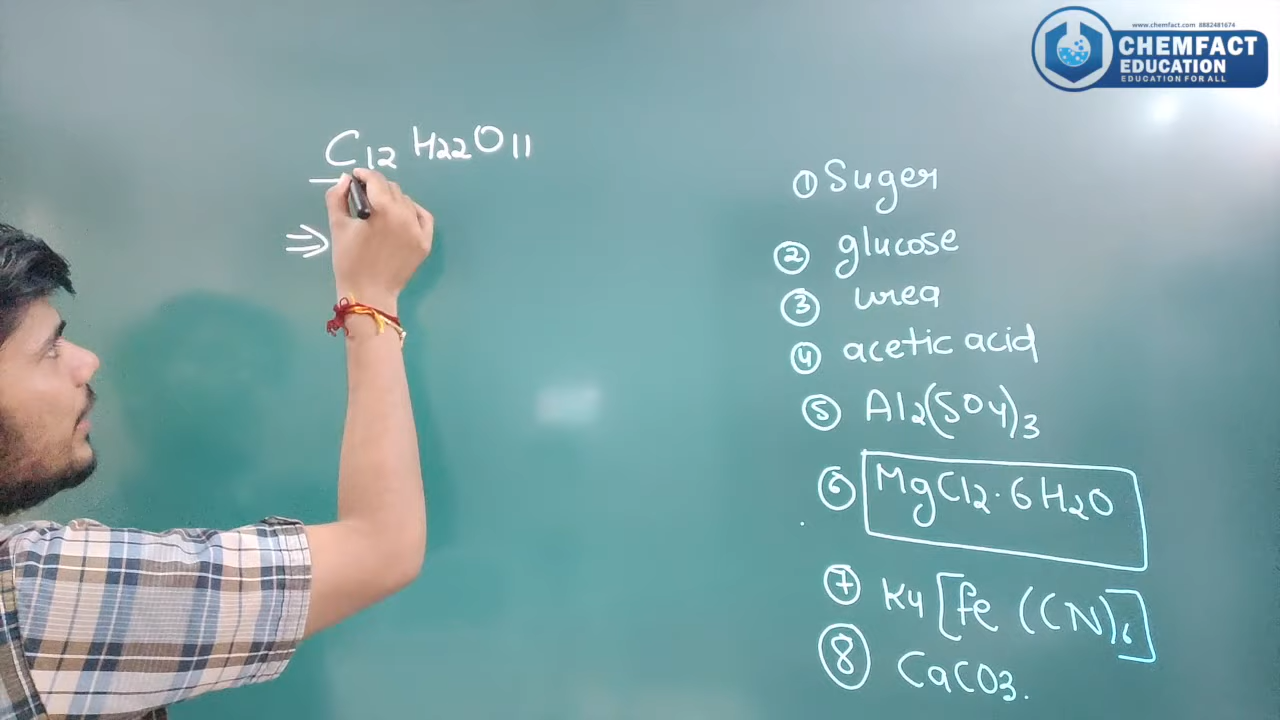 www.chemfact.com 8882481674
CHEMFACT
EDUCATION
EDUCATION FOR ALL
C12 H22O11
⇒
① Suger
② glucose
③ urea
④ acetic acid
⑤ Al2(SO4)3
⑥ MgCl2.6H2O
⑦ K4[Fe(CN)6]
⑧ CaCO3.